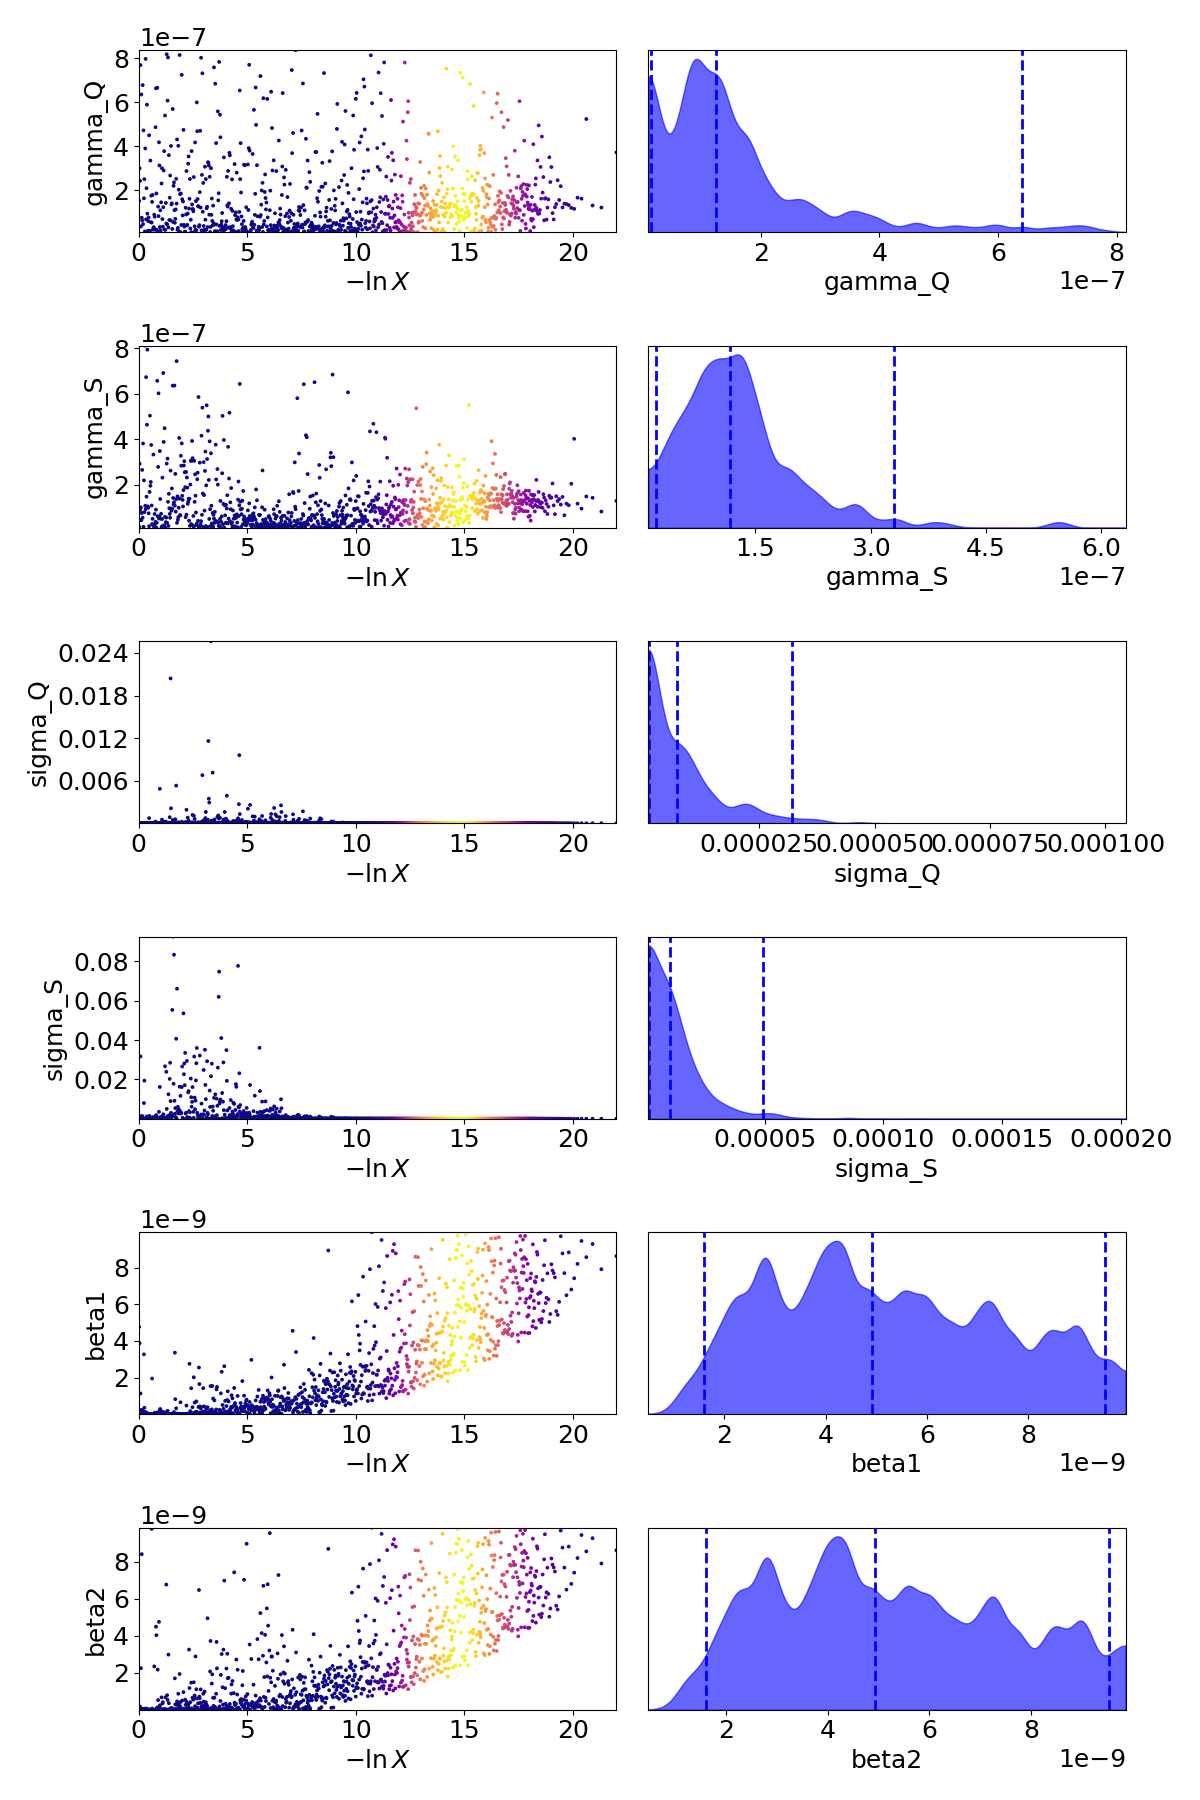 1e−7
gamma_Q
8
6
4
2
0 5 10 15 20
−ln X
2 4 6 8
gamma_Q 1e−7
1e−7
gamma_S
8
6
4
2
0 5 10 15 20
−ln X
1.5 3.0 4.5 6.0
gamma_S 1e−7
sigma_Q
0.024
0.018
0.012
0.006
0 5 10 15 20
−ln X
0.000025 0.000050 0.000075 0.000100
sigma_Q
sigma_S
0.08
0.06
0.04
0.02
0 5 10 15 20
−ln X
0.00005 0.00010 0.00015 0.00020
sigma_S
1e−9
beta1
8
6
4
2
0 5 10 15 20
−ln X
2 4 6 8
beta1 1e−9
1e−9
beta2
8
6
4
2
0 5 10 15 20
−ln X
2 4 6 8
beta2 1e−9